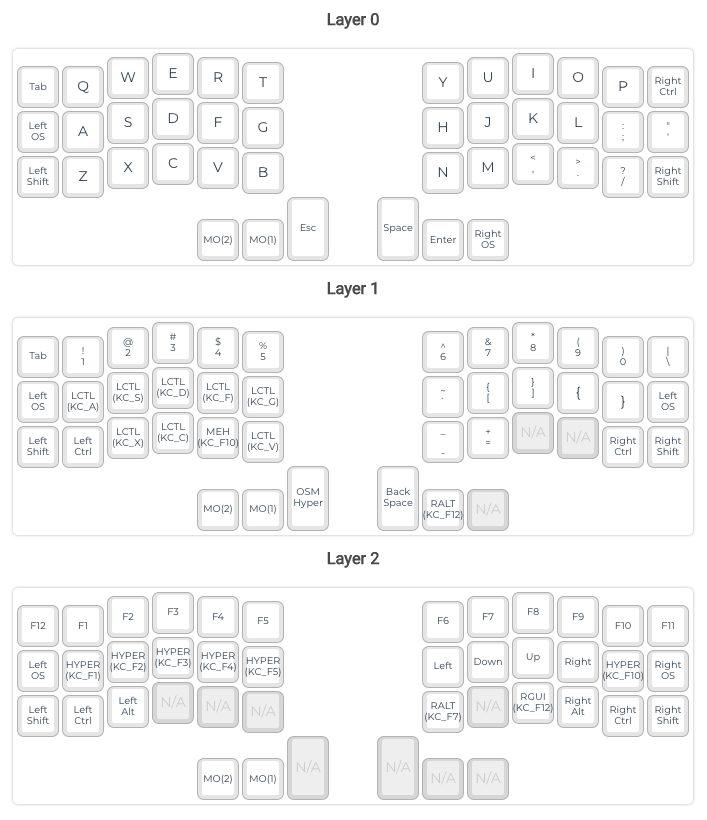 Layer 0
Tab Q W E R T Y U I O P Right Ctrl
Left OS A S D F G H J K L : ; " '
Left Shift Z X C V B N M < , > . ? / Right Shift
MO(2) MO(1) Esc Space Enter Right OS
Layer 1
Tab ! 1 @ 2 # 3 $ 4 % 5 ^ 6 & 7 * 8 ( 9 ) 0 | \
Left OS LCTL (KC_A) LCTL (KC_S) LCTL (KC_D) LCTL (KC_F) LCTL (KC_G) ~ ` { [ } ] { } Left OS
Left Shift Left Ctrl LCTL (KC_X) LCTL (KC_C) MEH (KC_F10) LCTL (KC_V) _ - + = N/A N/A Right Ctrl Right Shift
MO(2) MO(1) OSM Hyper Back Space RALT (KC_F12) N/A
Layer 2
F12 F1 F2 F3 F4 F5 F6 F7 F8 F9 F10 F11
Left OS HYPER (KC_F1) HYPER (KC_F2) HYPER (KC_F3) HYPER (KC_F4) HYPER (KC_F5) Left Down Up Right HYPER (KC_F10) Right OS
Left Shift Left Ctrl Left Alt N/A N/A N/A RALT (KC_F7) N/A RGUI (KC_F12) Right Alt Right Ctrl Right Shift
MO(2) MO(1) N/A N/A N/A N/A